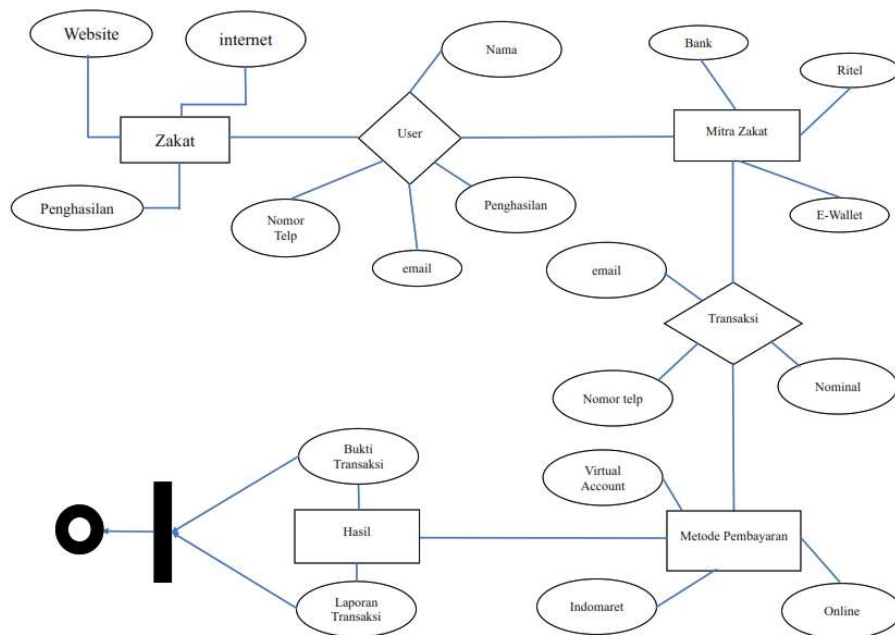 Website
internet
Nama
Bank
Ritel
Zakat
User
Mitra Zakat
Penghasilan
Nomor
Telp
Penghasilan
E-Wallet
email
email
Transaksi
Nomor telp
Nominal
Bukti
Transaksi
Virtual
Account
Hasil
Metode Pembayaran
Laporan
Transaksi
Indomaret
Online